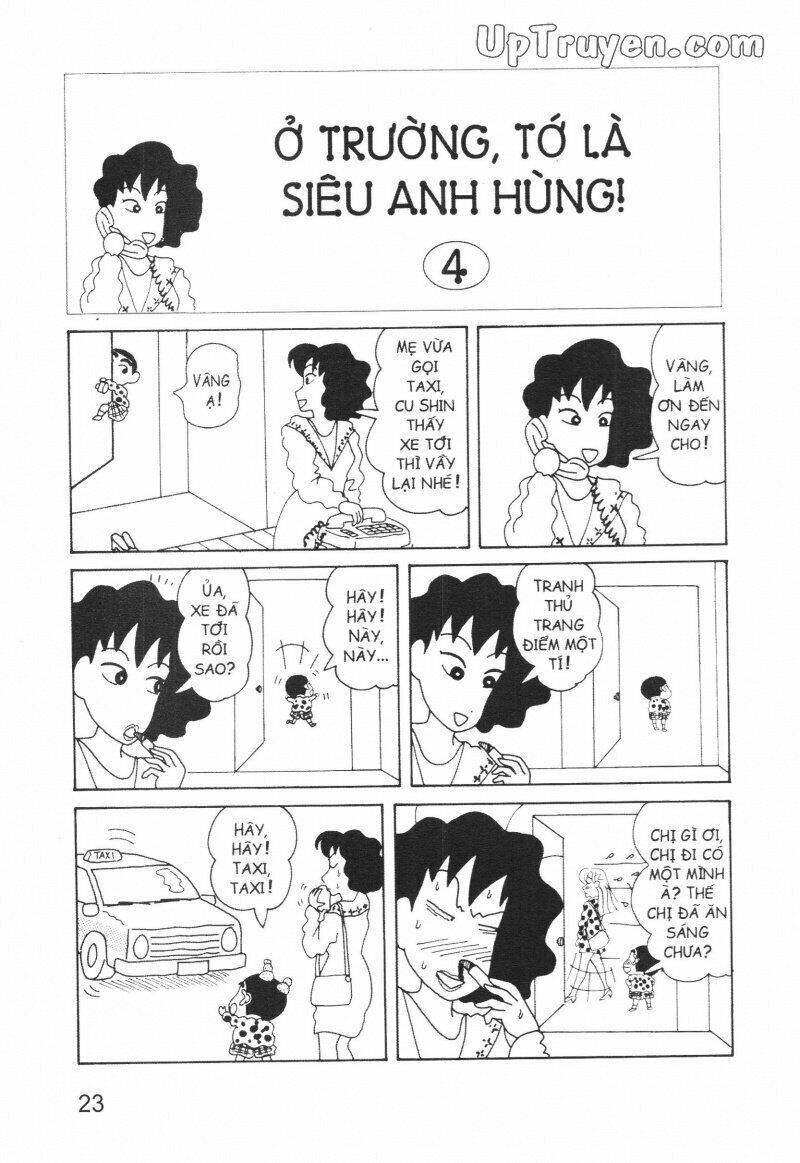 UpTruyen.com
Ở TRƯỜNG, TỚ LÀ
SIÊU ANH HÙNG!
4
VÂNG,
LÀM
ƠN ĐẾN
NGAY
CHO!
MẸ VỪA
GỌI
TAXI,
CU SHIN
THẤY
XE TỚI
THÌ VẪY
LẠI NHÉ!
VÂNG
Ạ!
TRANH
THỦ
TRANG
ĐIỂM MỘT
TÍ!
HÂY!
HÂY!
NÀY,
NÀY...
ỦA,
XE ĐÃ
TỚI
RỒI
SAO?
CHỊ GÌ ƠI,
CHỊ ĐI CÓ
MỘT MÌNH
À? THẾ
CHỊ ĐÃ ĂN
SÁNG
CHƯA?
HÂY,
HÂY!
TAXI,
TAXI!
TAXI
23